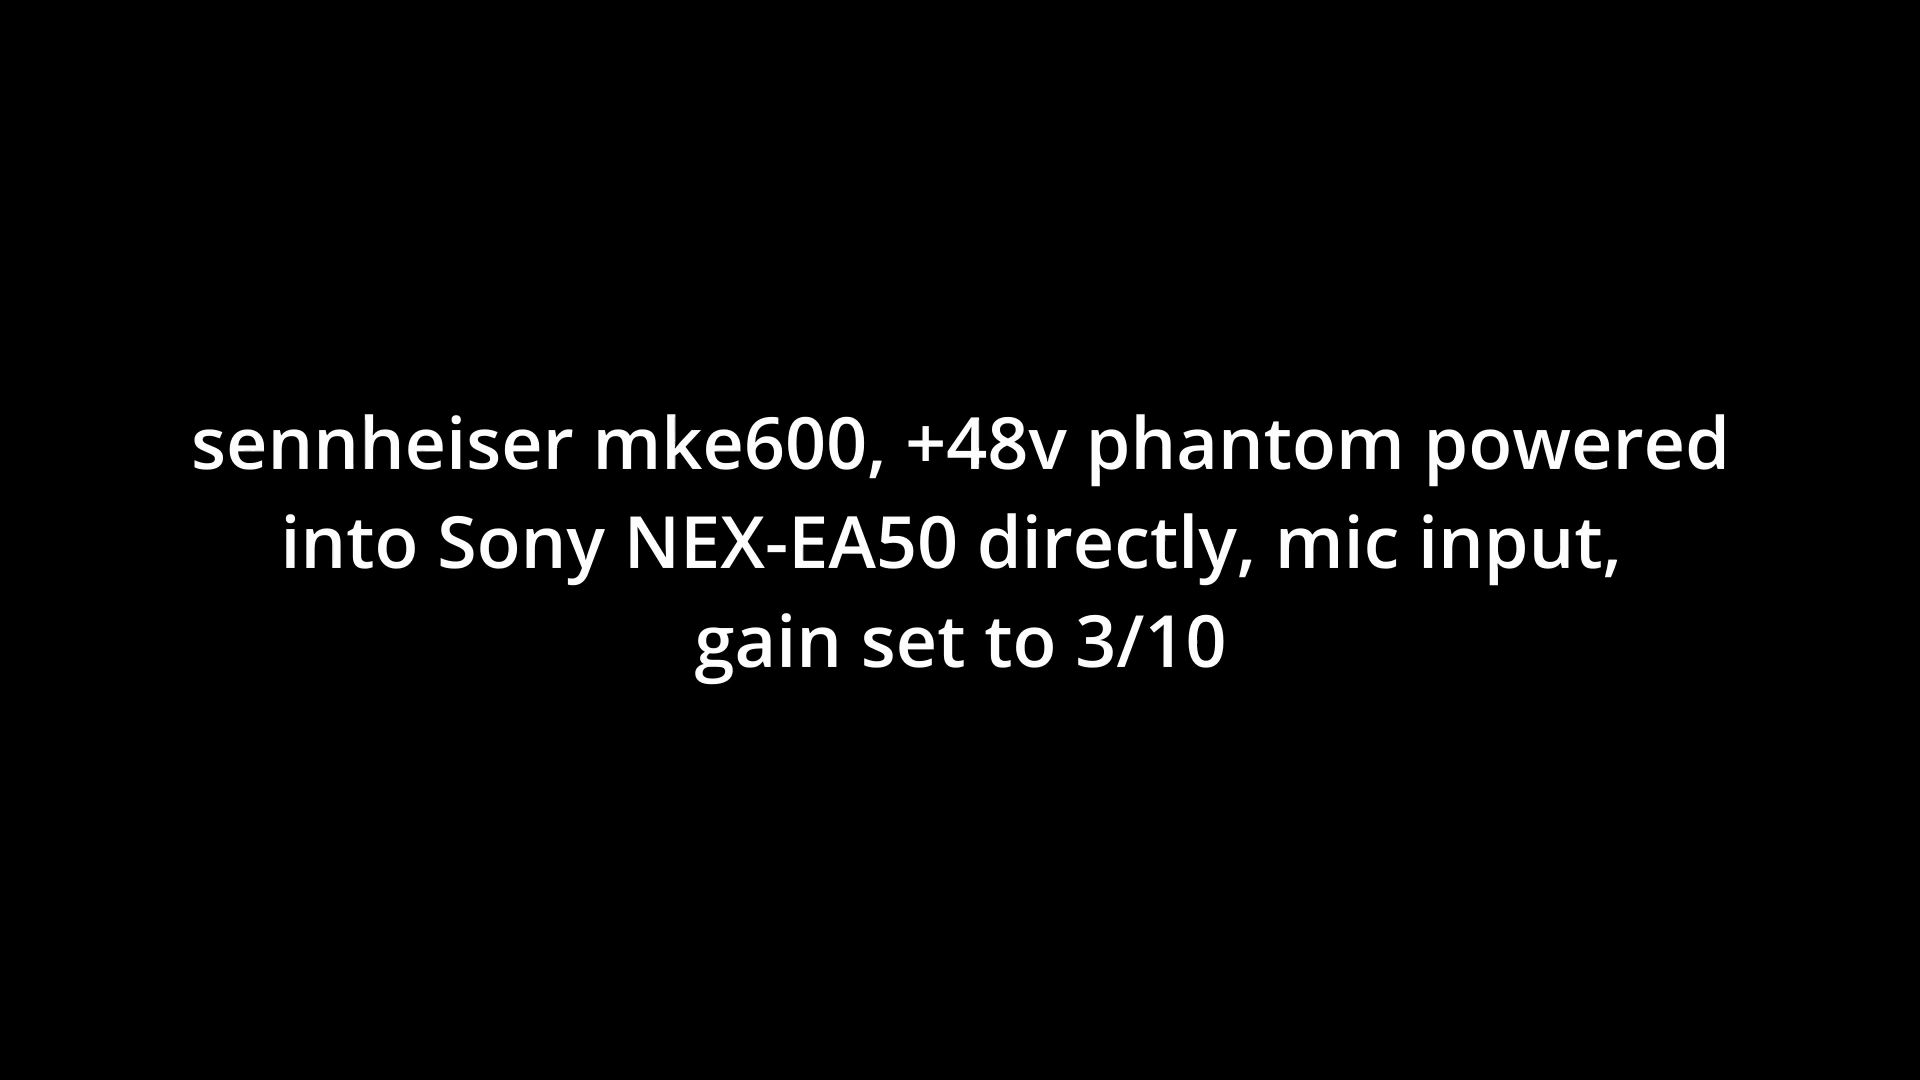 sennheiser mke600, +48v phantom powered
into Sony NEX-EA50 directly, mic input,
gain set to 3/10